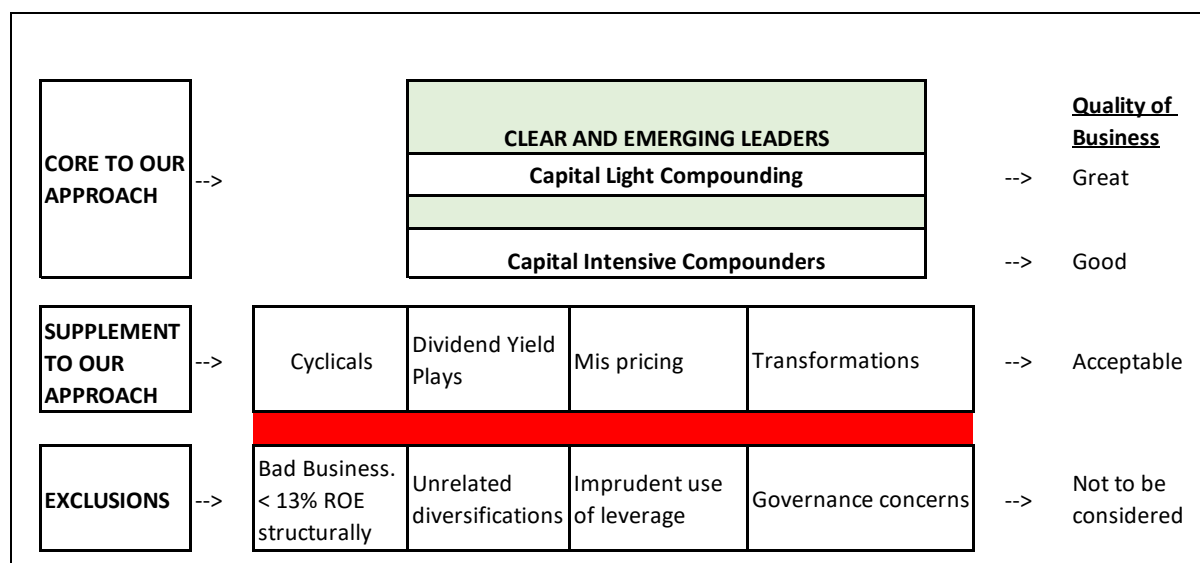 Quality of
Business
CORE TO OUR
APPROACH
-->
CLEAR AND EMERGING LEADERS
Capital Light Compounding
-->
Great
Capital Intensive Compounders
-->
Good
SUPPLEMENT
TO OUR
APPROACH
-->
Cyclicals
Dividend Yield
Plays
Mis pricing
Transformations
-->
Acceptable
EXCLUSIONS
-->
Bad Business.
< 13% ROE
structurally
Unrelated
diversifications
Imprudent use
of leverage
Governance concerns
-->
Not to be
considered